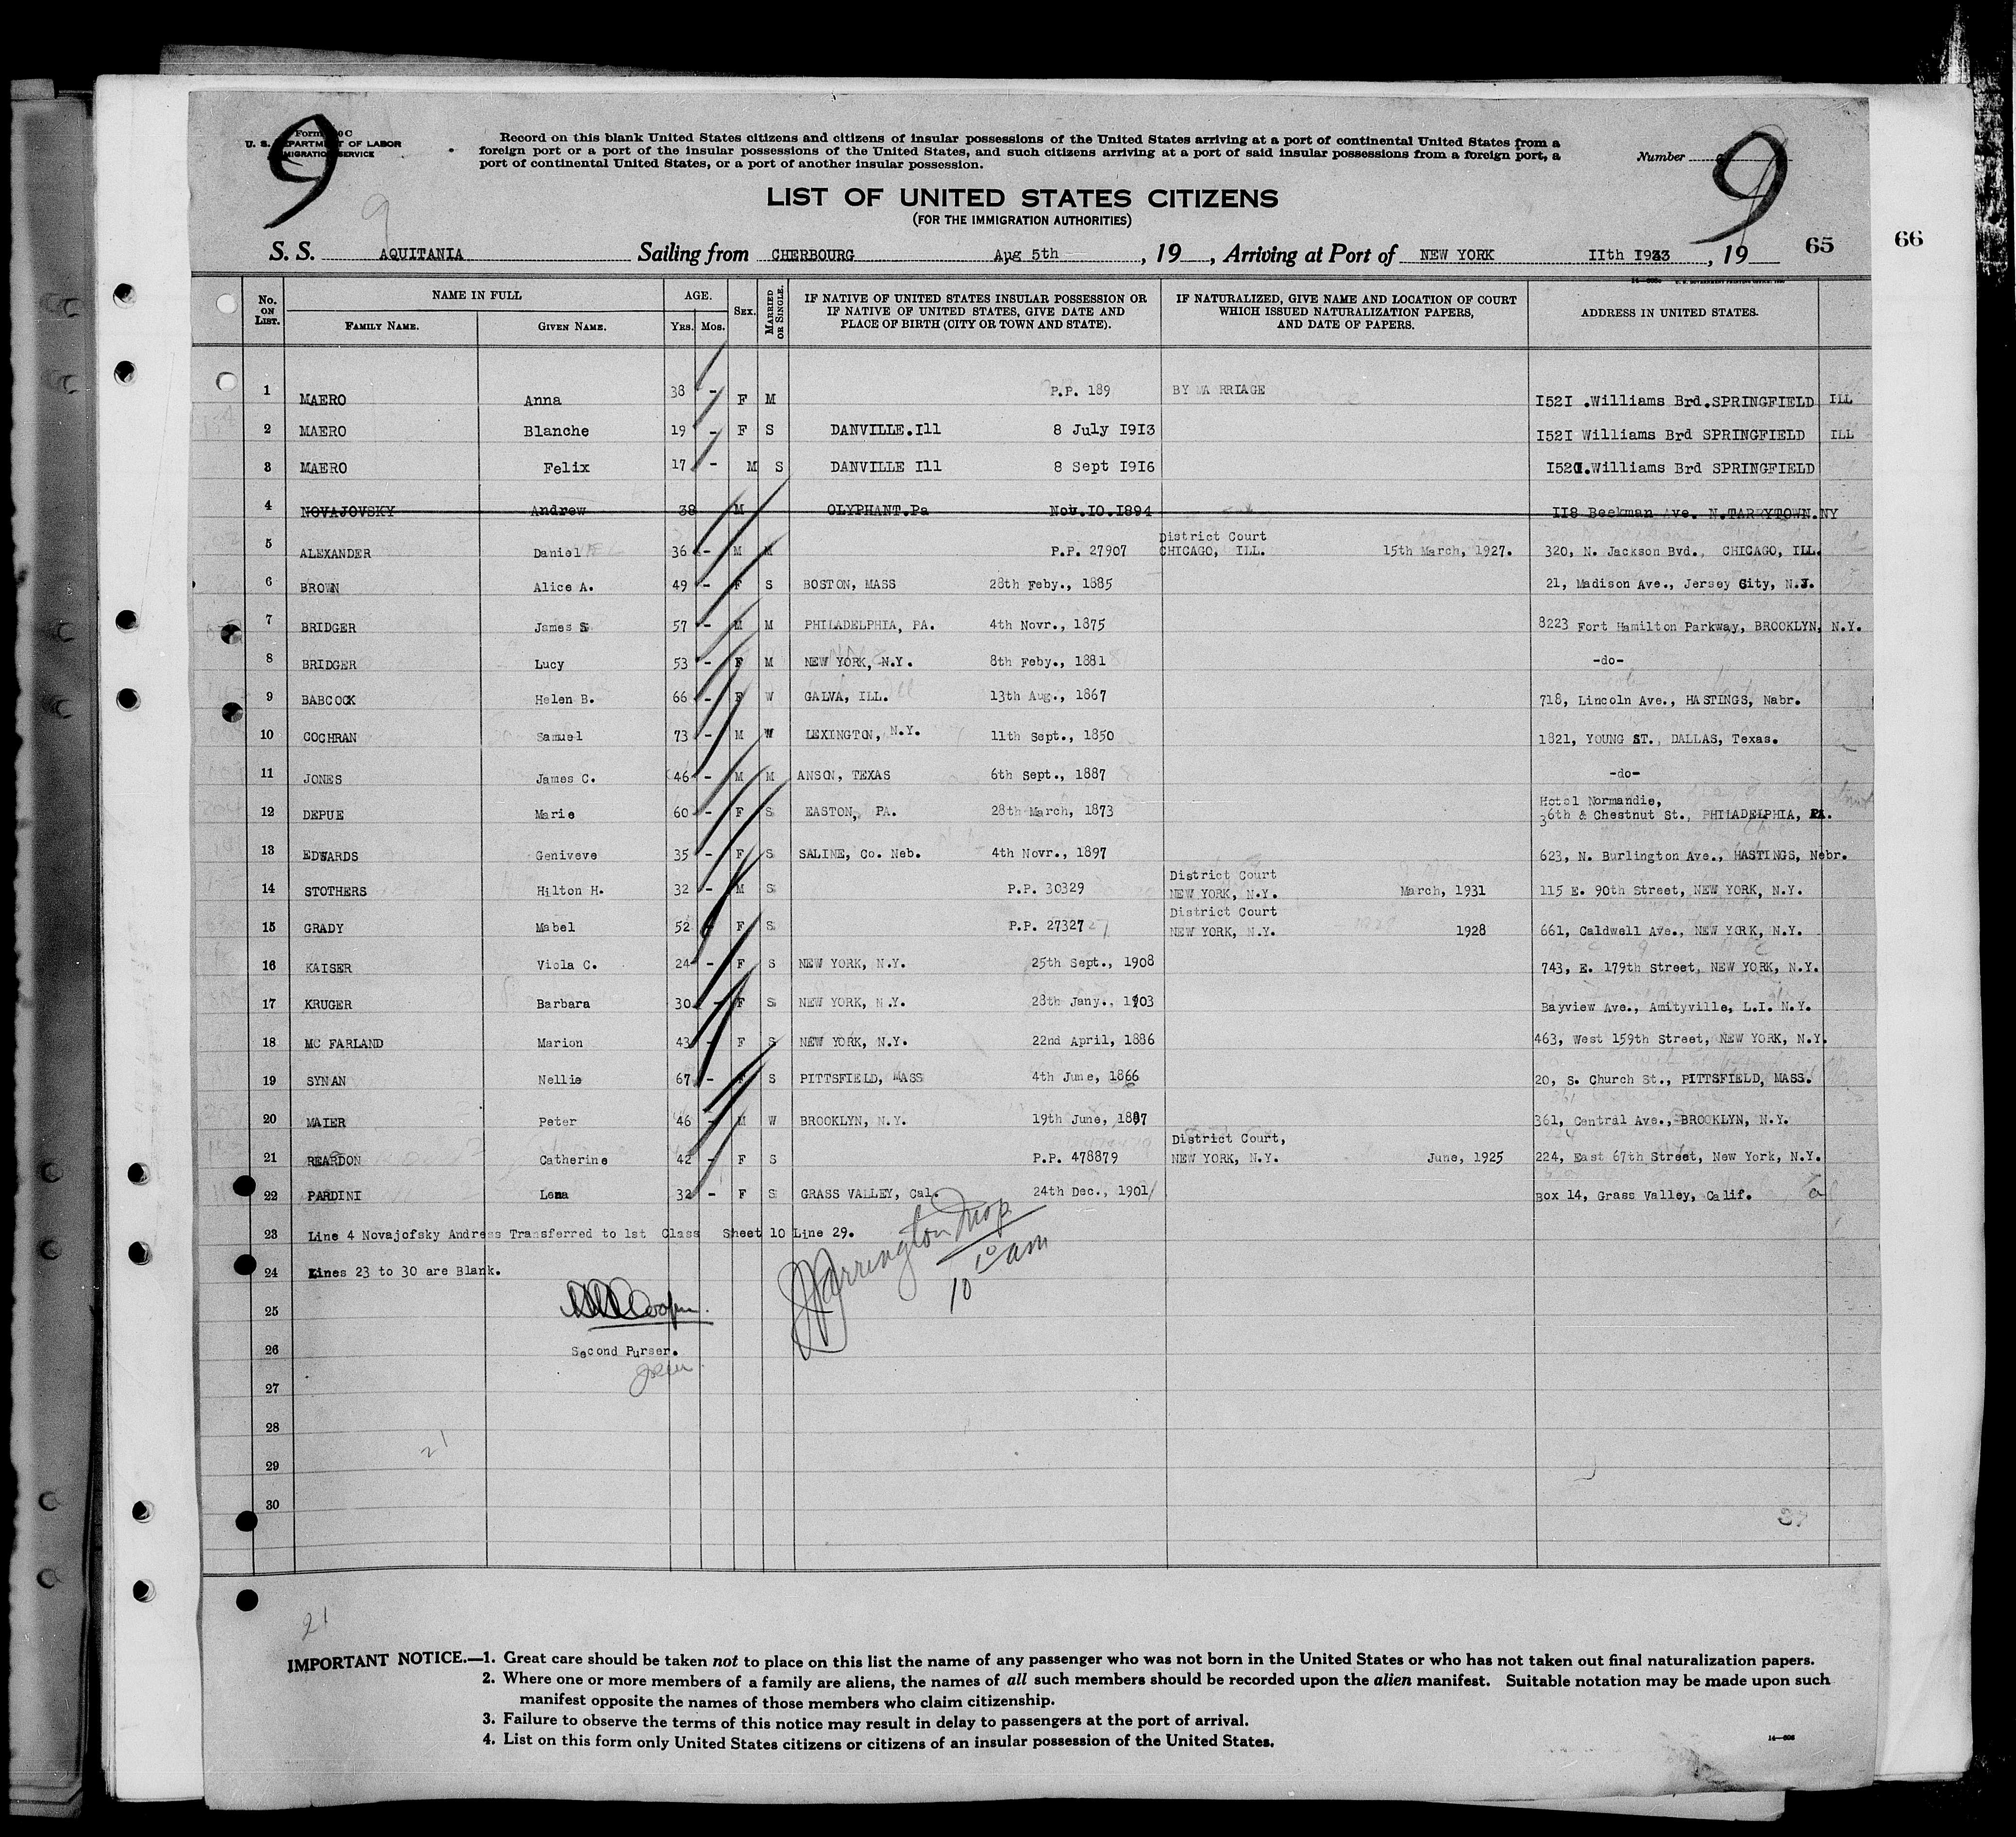 Form 630 C
U. S. DEPARTMENT OF LABOR
IMMIGRATION SERVICE
9
9
Record on this blank United States citizens and citizens of insular possessions of the United States arriving at a port of continental United States from a
foreign port or a port of the insular possessions of the United States, and such citizens arriving at a port of said insular possessions from a foreign port, a
port of continental United States, or a port of another insular possession.
Number
9
LIST OF UNITED STATES CITIZENS
(FOR THE IMMIGRATION AUTHORITIES)
S. S. AQUITANIA Sailing from CHERBOURG Aug 5th , 19 , Arriving at Port of NEW YORK IIth I933 , 19 65 66
No. ON LIST. NAME IN FULL FAMILY NAME. GIVEN NAME. AGE. YRS. MOS. SEX. MARRIED OR SINGLE. IF NATIVE OF UNITED STATES INSULAR POSSESSION OR IF NATIVE OF UNITED STATES, GIVE DATE AND PLACE OF BIRTH (CITY OR TOWN AND STATE). IF NATURALIZED, GIVE NAME AND LOCATION OF COURT WHICH ISSUED NATURALIZATION PAPERS, AND DATE OF PAPERS. ADDRESS IN UNITED STATES.
1 MAERO Anna 38 - F M P.P. 189 BY MA RRIAGE I52I .Williams Brd.SPRINGFIELD ILL
2 MAERO Blanche 19 - F S DANVILLE.Ill 8 July I9I3 I52I Williams Brd SPRINGFIELD ILL
3 MAERO Felix 17 - M S DANVILLE Ill 8 Sept I9I6 I52I.Williams Brd SPRINGFIELD
4 NOVAJOVSKY Andrew 38 M OLYPHANT.Pa Nov.I0.I894 II8 Beekman Ave. N.TARRYTOWN.NY
5 ALEXANDER Daniel 36 - M M P.P. 27907 District Court CHICAGO, ILL. 15th March, 1927. 320, N. Jackson Bvd., CHICAGO, ILL.
6 BROWN Alice A. 49 - F S BOSTON, MASS 28th Feby., 1885 21, Madison Ave., Jersey City, N.J.
7 BRIDGER James S 57 - M M PHILADELPHIA, PA. 4th Novr., 1875 8223 Fort Hamilton Parkway, BROOKLYN, N.Y.
8 BRIDGER Lucy 53 - F M NEW YORK, N.Y. 8th Feby., 1881 -do-
9 BABCOCK Helen B. 66 - F W GALVA, ILL. 13th Aug., 1867 718, Lincoln Ave., HASTINGS, Nabr.
10 COCHRAN Samuel 73 - M W LEXINGTON, N.Y. 11th Sept., 1850 1821, YOUNG ST., DALLAS, Texas.
11 JONES James C. 46 - M M ANSON, TEXAS 6th Sept., 1887 -do-
12 DEPUE Marie 60 - F S EASTON, PA. 28th March, 1873 Hotel Normandie, 36th & Chestnut St., PHILADELPHIA, PA.
13 EDWARDS Geniveve 35 - F S SALINE, Co. Neb. 4th Novr., 1897 623, N. Burlington Ave., HASTINGS, Nebr.
14 STOTHERS Hilton H. 32 - M S P.P. 30329 District Court NEW YORK, N.Y. March, 1931 115 E. 90th Street, NEW YORK, N.Y.
15 GRADY Mabel 52 - F S P.P. 27327 District Court NEW YORK, N.Y. 1928 661, Caldwell Ave., NEW YORK, N.Y.
16 KAISER Viola C. 24 - F S NEW YORK, N.Y. 25th Sept., 1908 743, E. 179th Street, NEW YORK, N.Y.
17 KRUGER Barbara 30 - F S NEW YORK, N.Y. 28th Jany., 1903 Bayview Ave., Amityville, L.I. N.Y.
18 MC FARLAND Marion 43 - F S NEW YORK, N.Y. 22nd April, 1886 463, West 159th Street, NEW YORK, N.Y.
19 SYNAN Nellie 67 - F S PITTSFIELD, MASS 4th June, 1866 20, S. Church St., PITTSFIELD, MASS.
20 MAIER Peter 46 - M W BROOKLYN, N.Y. 19th June, 1887 361, Central Ave., BROOKLYN, N.Y.
21 REARDON Catherine 42 - F S P.P. 478879 District Court, NEW YORK, N.Y. June, 1925 224, East 67th Street, New York, N.Y.
22 PARDINI Lena 32 - F S GRASS VALLEY, Cal. 24th Dec., 1901 Box 14, Grass Valley, Calif.
23 Line 4 Novajofsky Andress Transferred to 1st Class Sheet 10 Line 29.
24 Lines 23 to 30 are Blank.
25 Cooper.
26 Second Purser.
Harrington
10 10 am
27
28
21
29
30
21
IMPORTANT NOTICE.—1. Great care should be taken not to place on this list the name of any passenger who was not born in the United States or who has not taken out final naturalization papers.
2. Where one or more members of a family are aliens, the names of all such members should be recorded upon the alien manifest. Suitable notation may be made upon such
manifest opposite the names of those members who claim citizenship.
3. Failure to observe the terms of this notice may result in delay to passengers at the port of arrival.
4. List on this form only United States citizens or citizens of an insular possession of the United States.
14—608